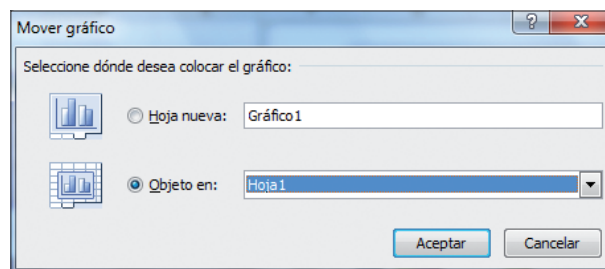 Mover gráfico
Seleccione dónde desea colocar el gráfico:
Hoja nueva: Gráfico1
Objeto en: Hoja1
Aceptar Cancelar